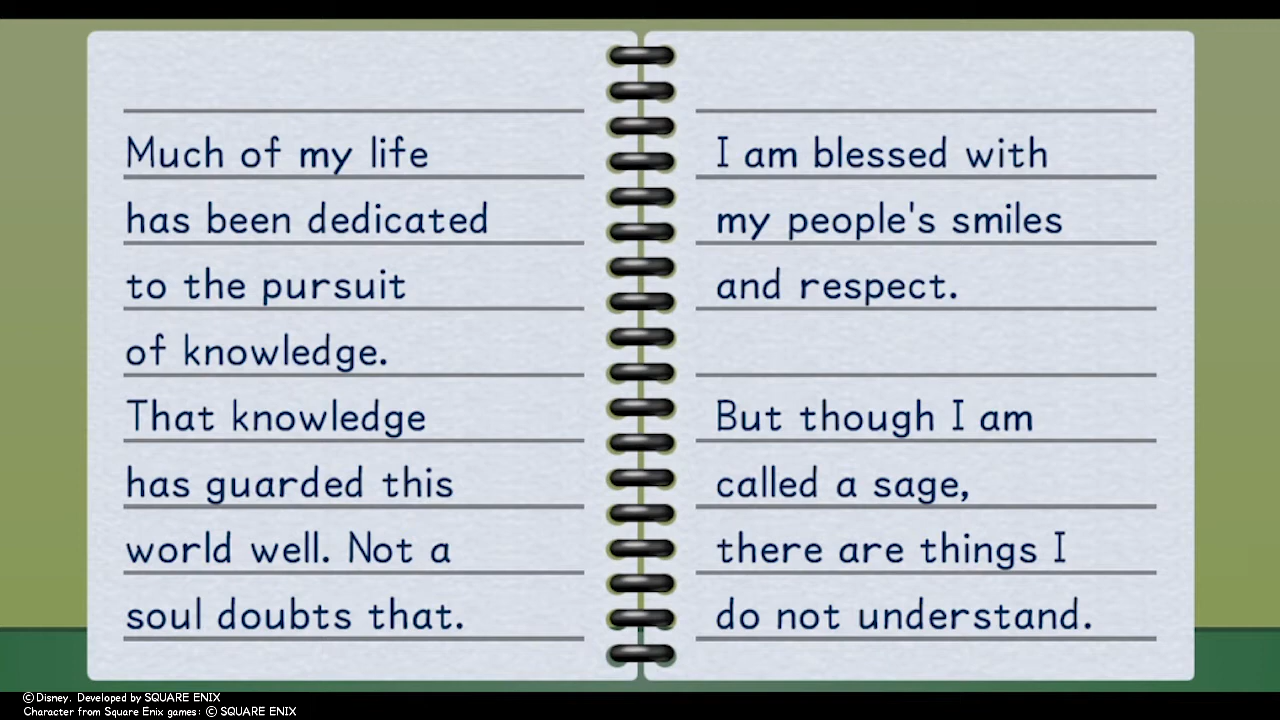 Much of my life
has been dedicated
to the pursuit
of knowledge.
That knowledge
has guarded this
world well. Not a
soul doubts that.
I am blessed with
my people's smiles
and respect.
But though I am
called a sage,
there are things I
do not understand.
© Disney. Developed by SQUARE ENIX
Character from Square Enix games: © SQUARE ENIX